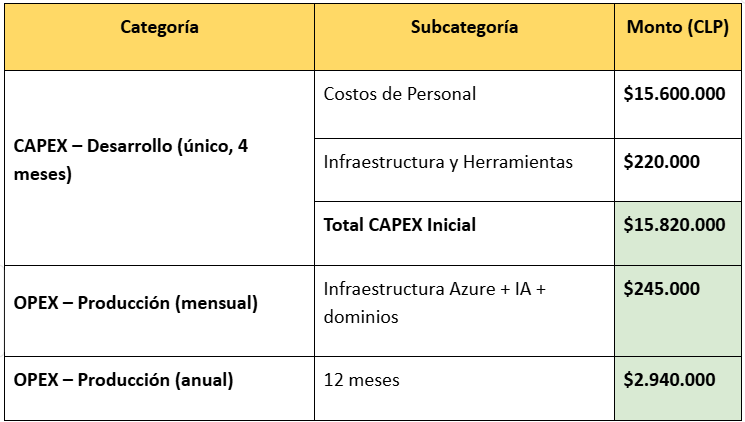 Categoría
Subcategoría
Monto (CLP)
CAPEX – Desarrollo (único, 4
meses)
Costos de Personal
$15.600.000
Infraestructura y Herramientas
$220.000
Total CAPEX Inicial
$15.820.000
OPEX – Producción (mensual)
Infraestructura Azure + IA +
dominios
$245.000
OPEX – Producción (anual)
12 meses
$2.940.000